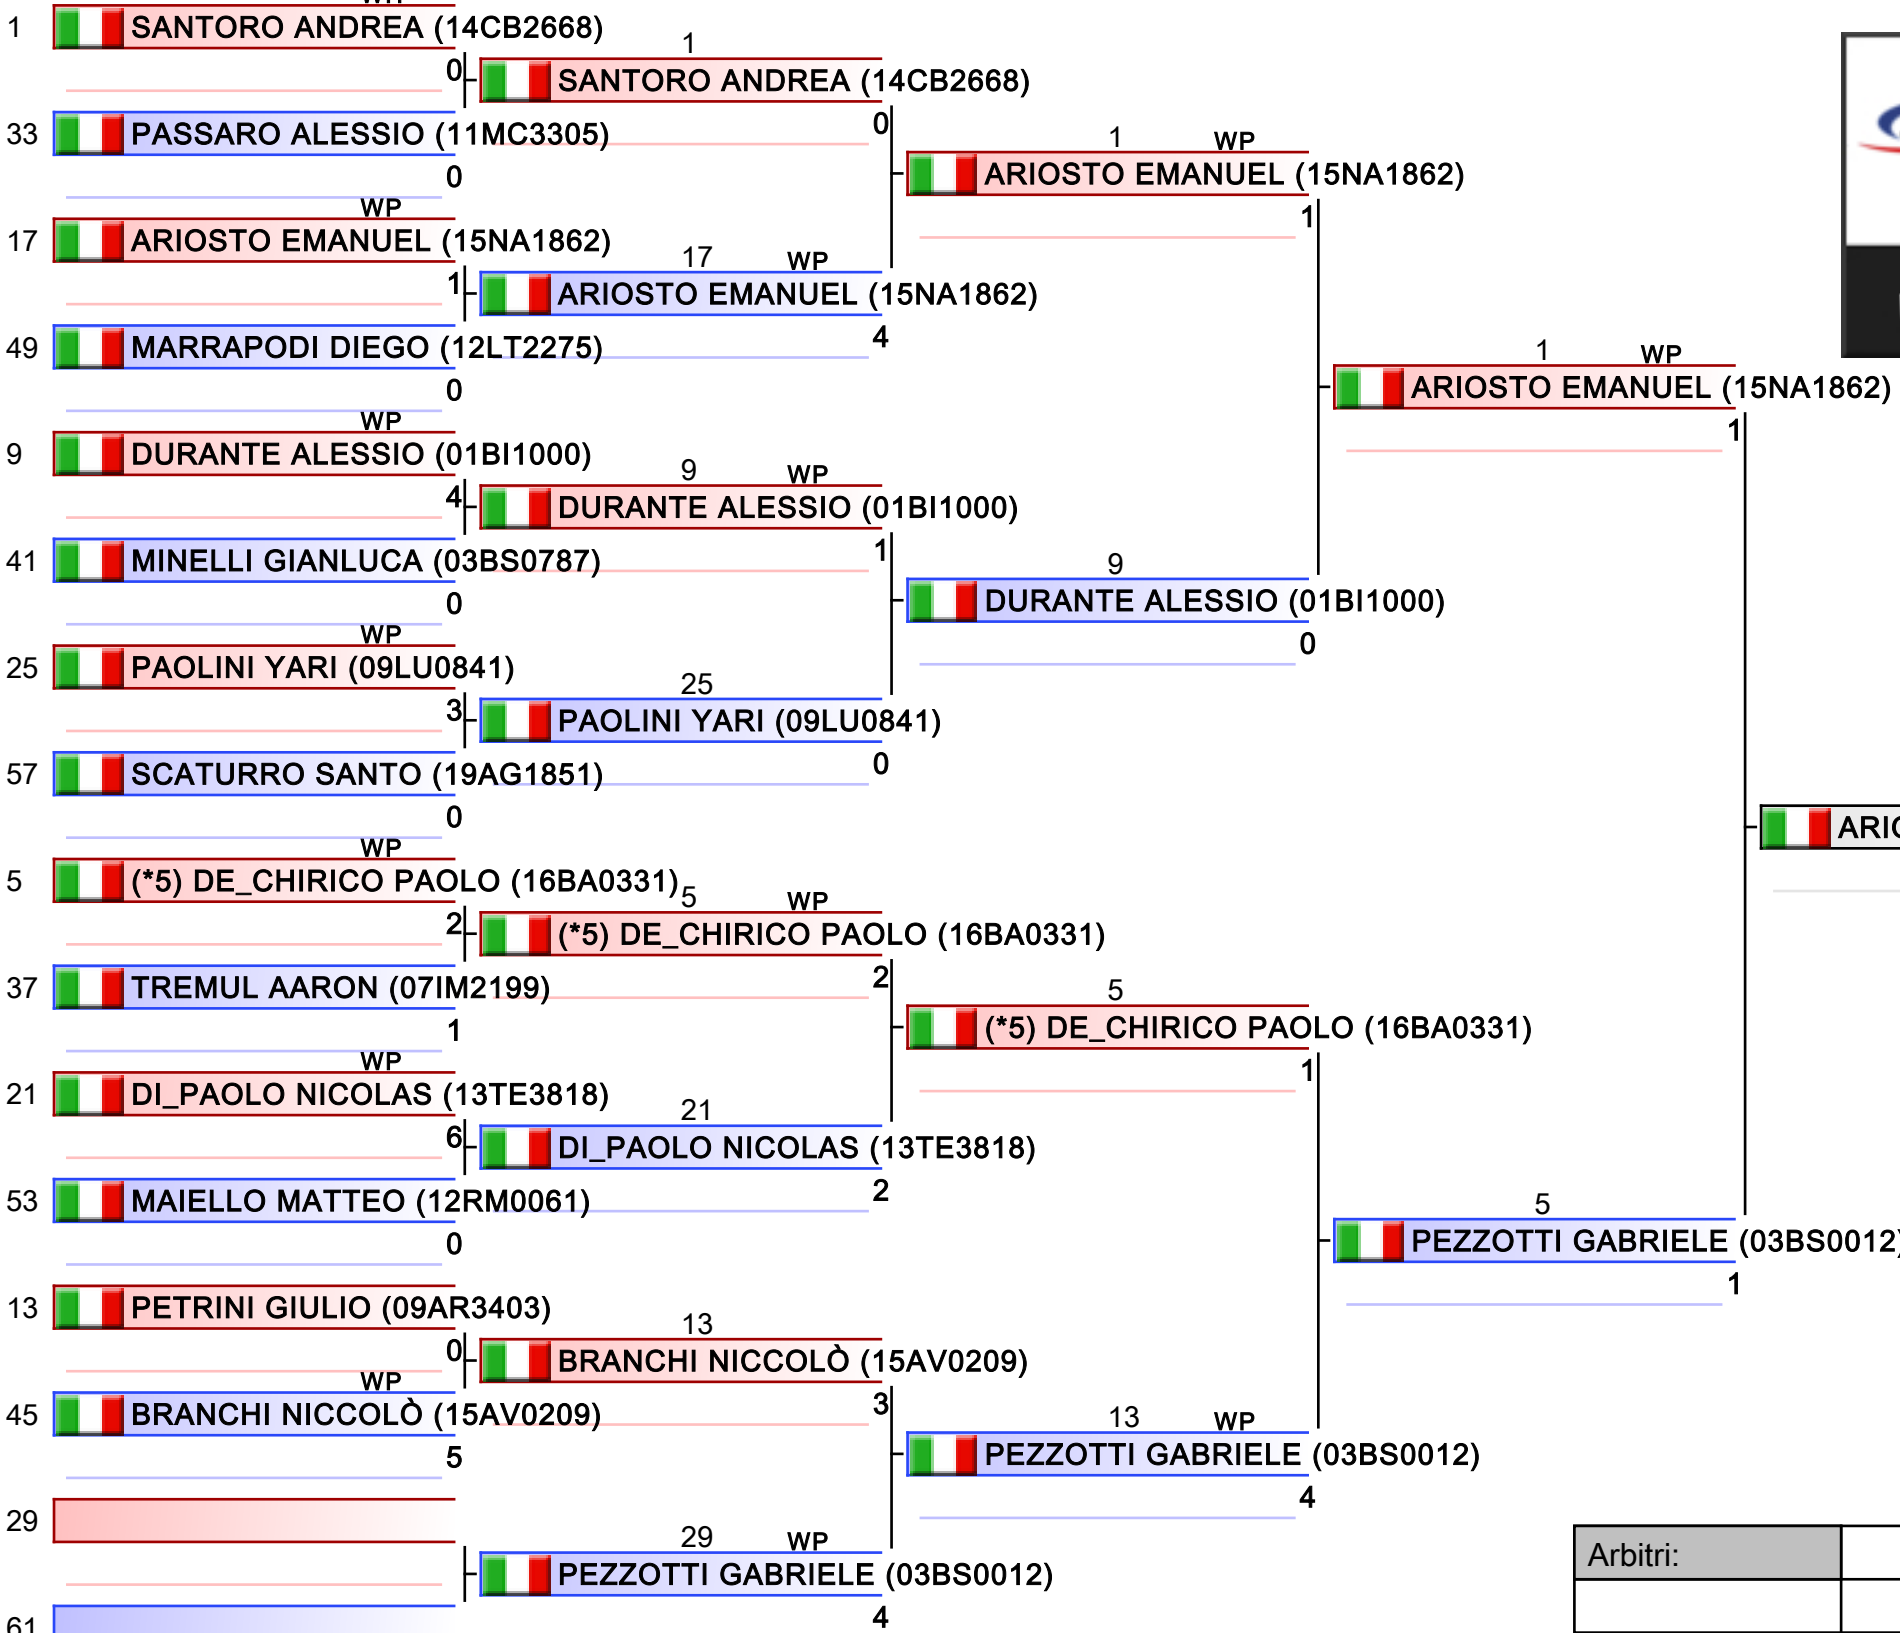 WP
1 SANTORO ANDREA (14CB2668)
0
33 PASSARO ALESSIO (11MC3305)
0
WP
17 ARIOSTO EMANUEL (15NA1862)
1
49 MARRAPODI DIEGO (12LT2275)
0
WP
9 DURANTE ALESSIO (01BI1000)
4
41 MINELLI GIANLUCA (03BS0787)
0
WP
25 PAOLINI YARI (09LU0841)
3
57 SCATURRO SANTO (19AG1851)
0
WP
5 (*5) DE_CHIRICO PAOLO (16BA0331)
2
37 TREMUL AARON (07IM2199)
1
WP
21 DI_PAOLO NICOLAS (13TE3818)
6
53 MAIELLO MATTEO (12RM0061)
0
13 PETRINI GIULIO (09AR3403)
0
WP
45 BRANCHI NICCOLÒ (15AV0209)
5
29
61
1
SANTORO ANDREA (14CB2668)
0
17 WP
ARIOSTO EMANUEL (15NA1862)
4
9 WP
DURANTE ALESSIO (01BI1000)
1
25
PAOLINI YARI (09LU0841)
0
5 WP
(*5) DE_CHIRICO PAOLO (16BA0331)
2
21
DI_PAOLO NICOLAS (13TE3818)
2
13
BRANCHI NICCOLÒ (15AV0209)
3
29 WP
PEZZOTTI GABRIELE (03BS0012)
4
1 WP
ARIOSTO EMANUEL (15NA1862)
1
9
DURANTE ALESSIO (01BI1000)
0
5
(*5) DE_CHIRICO PAOLO (16BA0331)
1
13 WP
PEZZOTTI GABRIELE (03BS0012)
4
1 WP
ARIOSTO EMANUEL (15NA1862)
1
5
PEZZOTTI GABRIELE (03BS0012)
1
Arbitri: